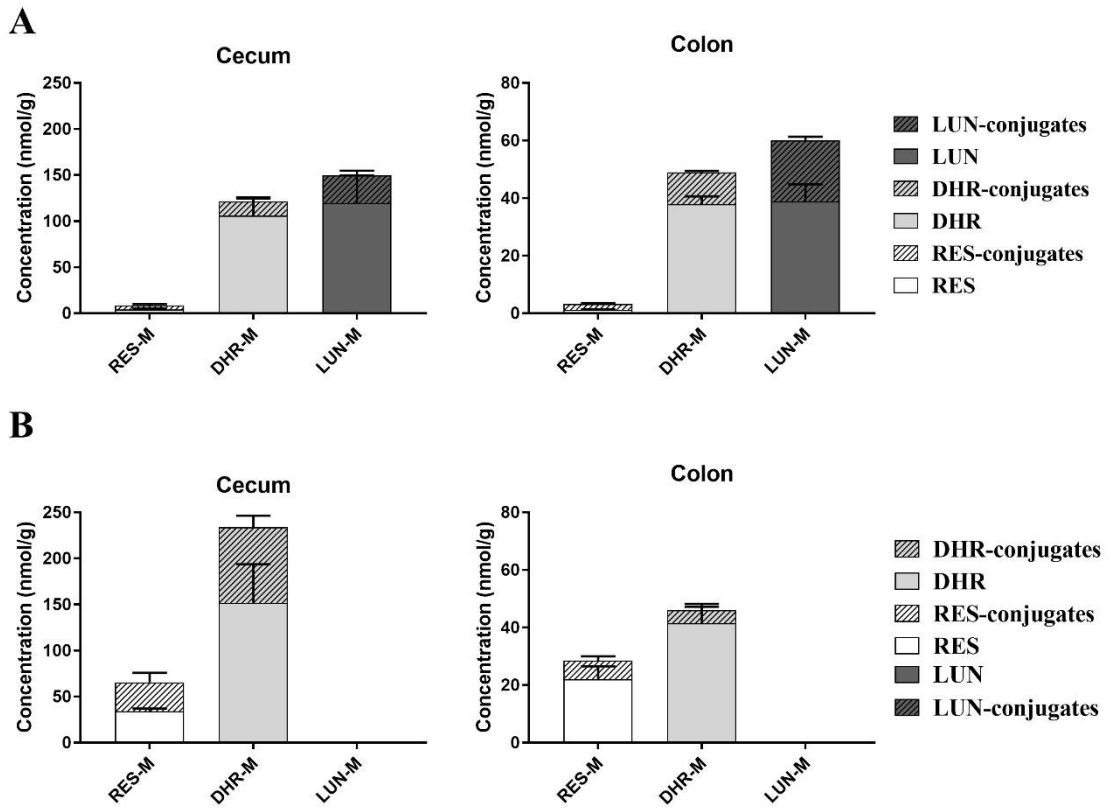 A
Cecum
Concentration (nmol/g)
250
200
150
100
50
0
RES-M
DHR-M
LUN-M
Colon
Concentration (nmol/g)
80
60
40
20
0
RES-M
DHR-M
LUN-M
LUN-conjugates
LUN
DHR-conjugates
DHR
RES-conjugates
RES
B
Cecum
Concentration (nmol/g)
250
200
150
100
50
0
RES-M
DHR-M
LUN-M
Colon
Concentration (nmol/g)
80
60
40
20
0
RES-M
DHR-M
LUN-M
DHR-conjugates
DHR
RES-conjugates
RES
LUN
LUN-conjugates